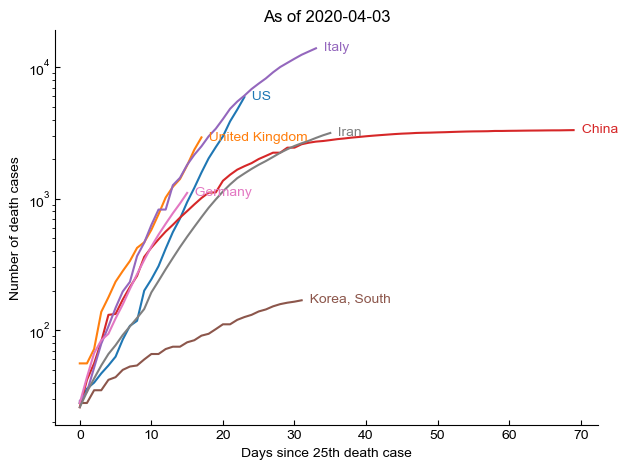 As of 2020-04-03
Number of death cases
10⁴
10³
10²
Italy
US
United Kingdom
Iran
China
Germany
Korea, South
0 10 20 30 40 50 60 70
Days since 25th death case